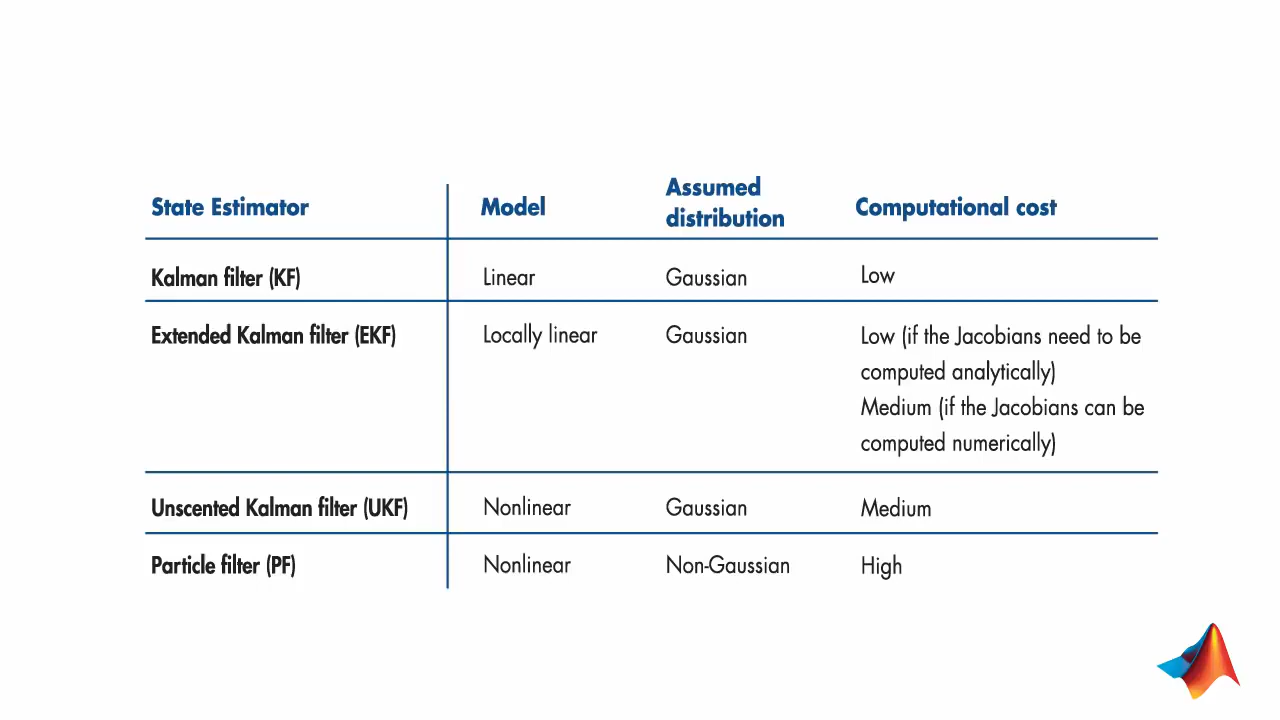 State Estimator Model Assumed distribution Computational cost
Kalman filter (KF) Linear Gaussian Low
Extended Kalman filter (EKF) Locally linear Gaussian Low (if the Jacobians need to be
computed analytically)
Medium (if the Jacobians can be
computed numerically)
Unscented Kalman filter (UKF) Nonlinear Gaussian Medium
Particle filter (PF) Nonlinear Non-Gaussian High